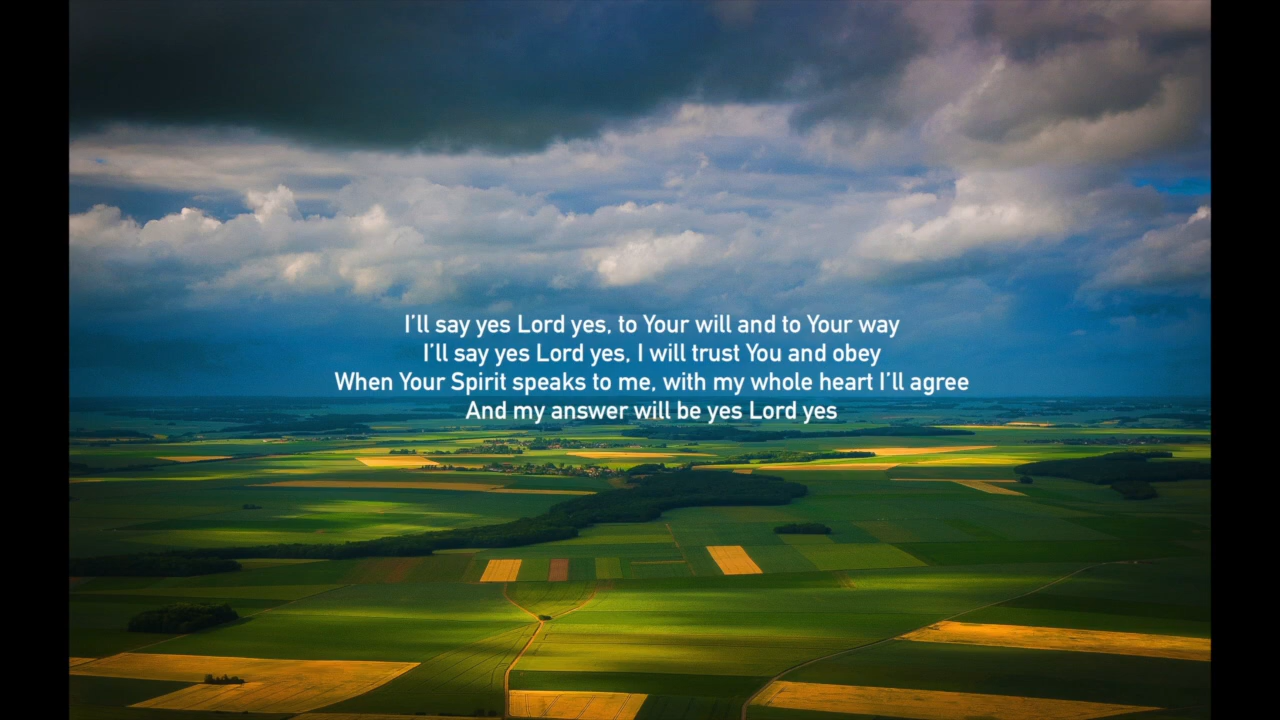 I'll say yes Lord yes, to Your will and to Your way
I'll say yes Lord yes, I will trust You and obey
When Your Spirit speaks to me, with my whole heart I'll agree
And my answer will be yes Lord yes